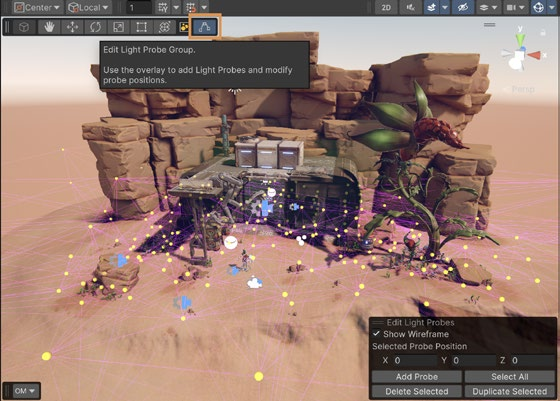 Center Local 1 2D
Edit Light Probe Group.
Use the overlay to add Light Probes and modify
probe positions.
y
x
Persp
Edit Light Probes
Show Wireframe
Selected Probe Position
X 0 Y 0 Z 0
Add Probe Select All
Delete Selected Duplicate Selected
OM